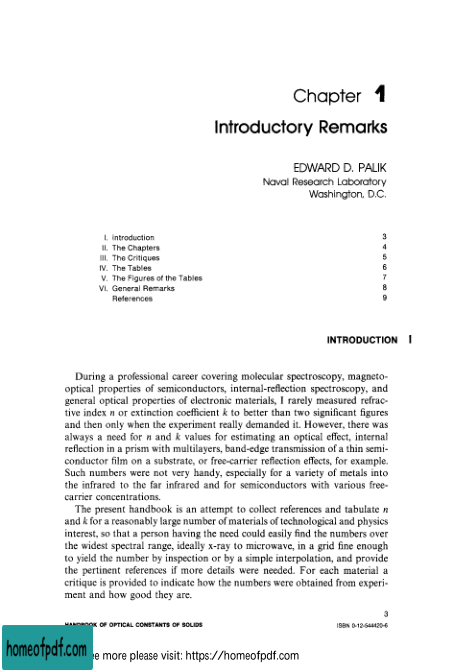 Chapter 1
Introductory Remarks
EDWARD D. PALIK
Naval Research Laboratory
Washington, D.C.
I. Introduction 3
II. The Chapters 4
III. The Critiques 5
IV. The Tables 6
V. The Figures of the Tables 7
VI. General Remarks 8
References 9
INTRODUCTION I
During a professional career covering molecular spectroscopy, magneto-
optical properties of semiconductors, internal-reflection spectroscopy, and
general optical properties of electronic materials, I rarely measured refrac-
tive index n or extinction coefficient k to better than two significant figures
and then only when the experiment really demanded it. However, there was
always a need for n and k values for estimating an optical effect, internal
reflection in a prism with multilayers, band-edge transmission of a thin semi-
conductor film on a substrate, or free-carrier reflection effects, for example.
Such numbers were not very handy, especially for a variety of metals into
the infrared to the far infrared and for semiconductors with various free-
carrier concentrations.
The present handbook is an attempt to collect references and tabulate n
and k for a reasonably large number of materials of technological and physics
interest, so that a person having the need could easily find the numbers over
the widest spectral range, ideally x-ray to microwave, in a grid fine enough
to yield the number by inspection or by a simple interpolation, and provide
the pertinent references if more details were needed. For each material a
critique is provided to indicate how the numbers were obtained from experi-
ment and how good they are.
3
HANDBOOK OF OPTICAL CONSTANTS OF SOLIDS ISBN 0-12-544420-6
homeofpdf.com
e more please visit: https://homeofpdf.com